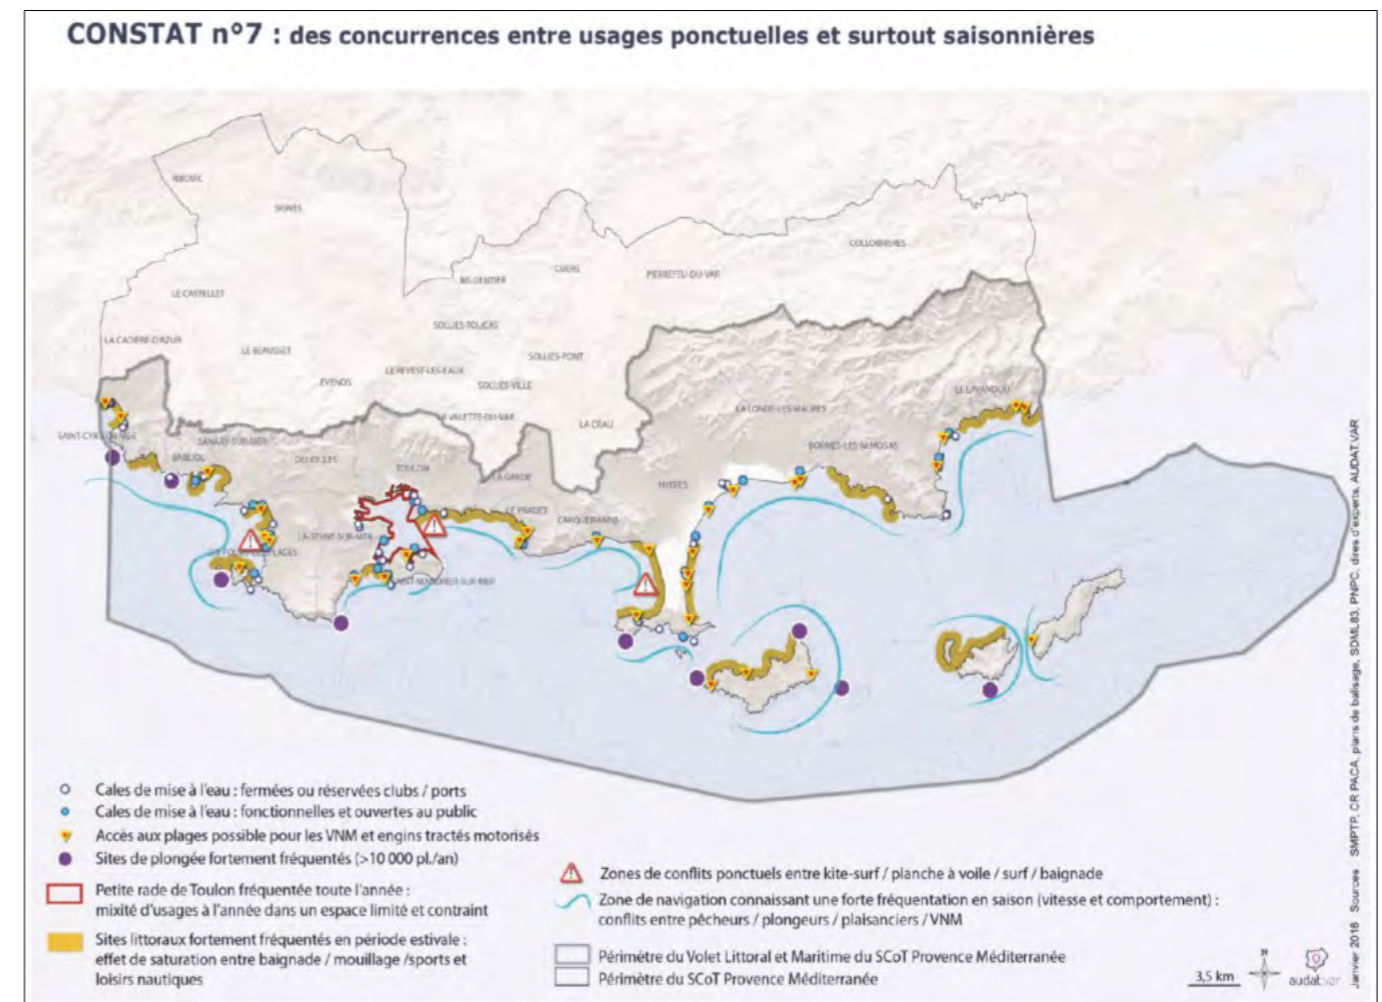 CONSTAT n°7 : des concurrences entre usages ponctuelles et surtout saisonnières
RIBOUX
SIGNES
COLLOBRIERES
CUERS
PIERREFEU-DU-VAR
BELGENTIER
LE CASTELLET
SOLLIES-TOUCAS
LA CADIERE-D'AZUR
LE BEAUSSET
SOLLIES-PONT
LE REVEST-LES-EAUX
EVENOS
SOLLIES-VILLE
LE LAVANDOU
LA VALETTE-DU-VAR
LA LONDE-LES-MAURES
LA CRAU
SAINT-CYR-SUR-MER
SANARY-SUR-MER
BORMES-LES-MIMOSAS
BANDOL
OLLIOULES
TOULON
LA GARDE
HYERES
LE PRADET
CARQUEIRANNE
LA-SEYNE-SUR-MER
SIX-FOURS-LES-PLAGES
SAINT-MANDRIER-SUR-MER
Cales de mise à l'eau : fermées ou réservées clubs / ports
Cales de mise à l'eau : fonctionnelles et ouvertes au public
Accès aux plages possible pour les VNM et engins tractés motorisés
Sites de plongée fortement fréquentés (>10 000 pl./an)
Petite rade de Toulon fréquentée toute l'année :
mixité d'usages à l'année dans un espace limité et contraint
Sites littoraux fortement fréquentés en période estivale :
effet de saturation entre baignade / mouillage /sports et
loisirs nautiques
Zones de conflits ponctuels entre kite-surf / planche à voile / surf / baignade
Zone de navigation connaissant une forte fréquentation en saison (vitesse et comportement) :
conflits entre pêcheurs / plongeurs / plaisanciers / VNM
Périmètre du Volet Littoral et Maritime du SCoT Provence Méditerranée
Périmètre du SCoT Provence Méditerranée
3,5 km
N
audat.var
Janvier 2018 Sources SMPTP, CR PACA, plans de balisage, SDML83, PNPC, dires d'experts, AUDAT.VAR